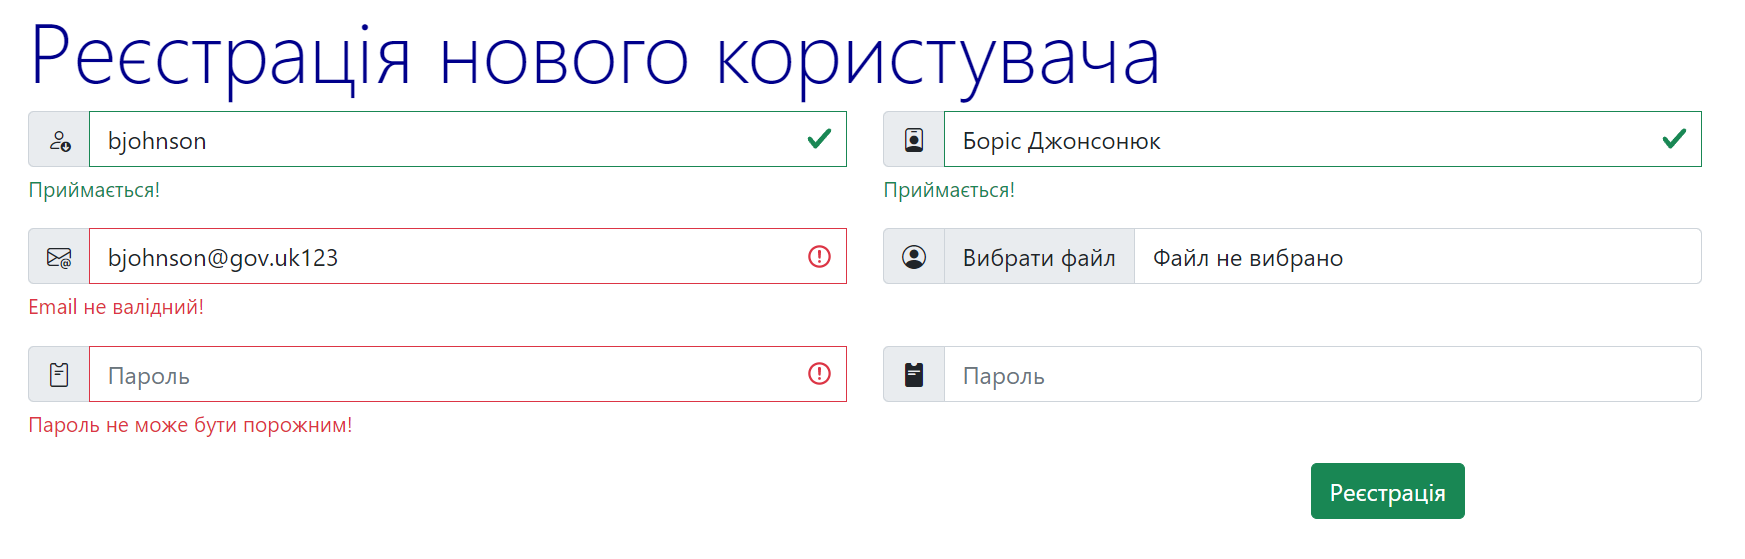 Реєстрація нового користувача
bjohnson
Боріс Джонсонюк
Приймається!
Приймається!
bjohnson@gov.uk123
Вибрати файл Файл не вибрано
Email не валідний!
Пароль
Пароль
Пароль не може бути порожним!
Реєстрація